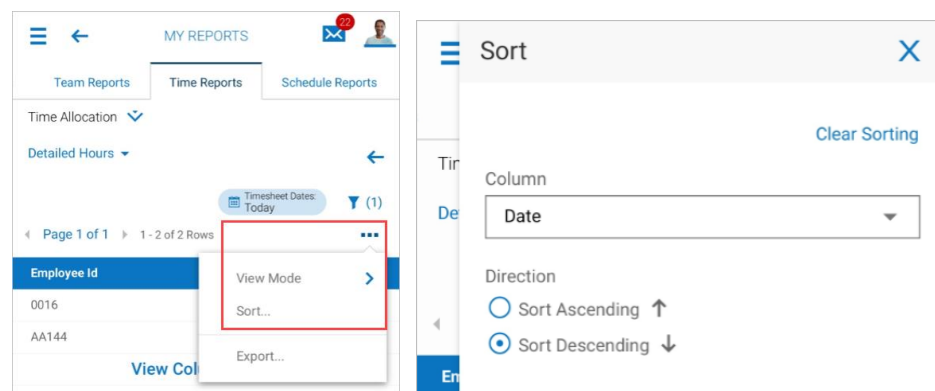 22
MY REPORTS
Team Reports Time Reports Schedule Reports
Time Allocation
Detailed Hours
Timesheet Dates:
Today
(1)
Page 1 of 1 1 - 2 of 2 Rows
Employee Id
View Mode
0016
Sort...
AA144
Export...
View Col
Sort X
Clear Sorting
Tir
Column
De
Date
Direction
Sort Ascending ↑
Sort Descending ↓
En